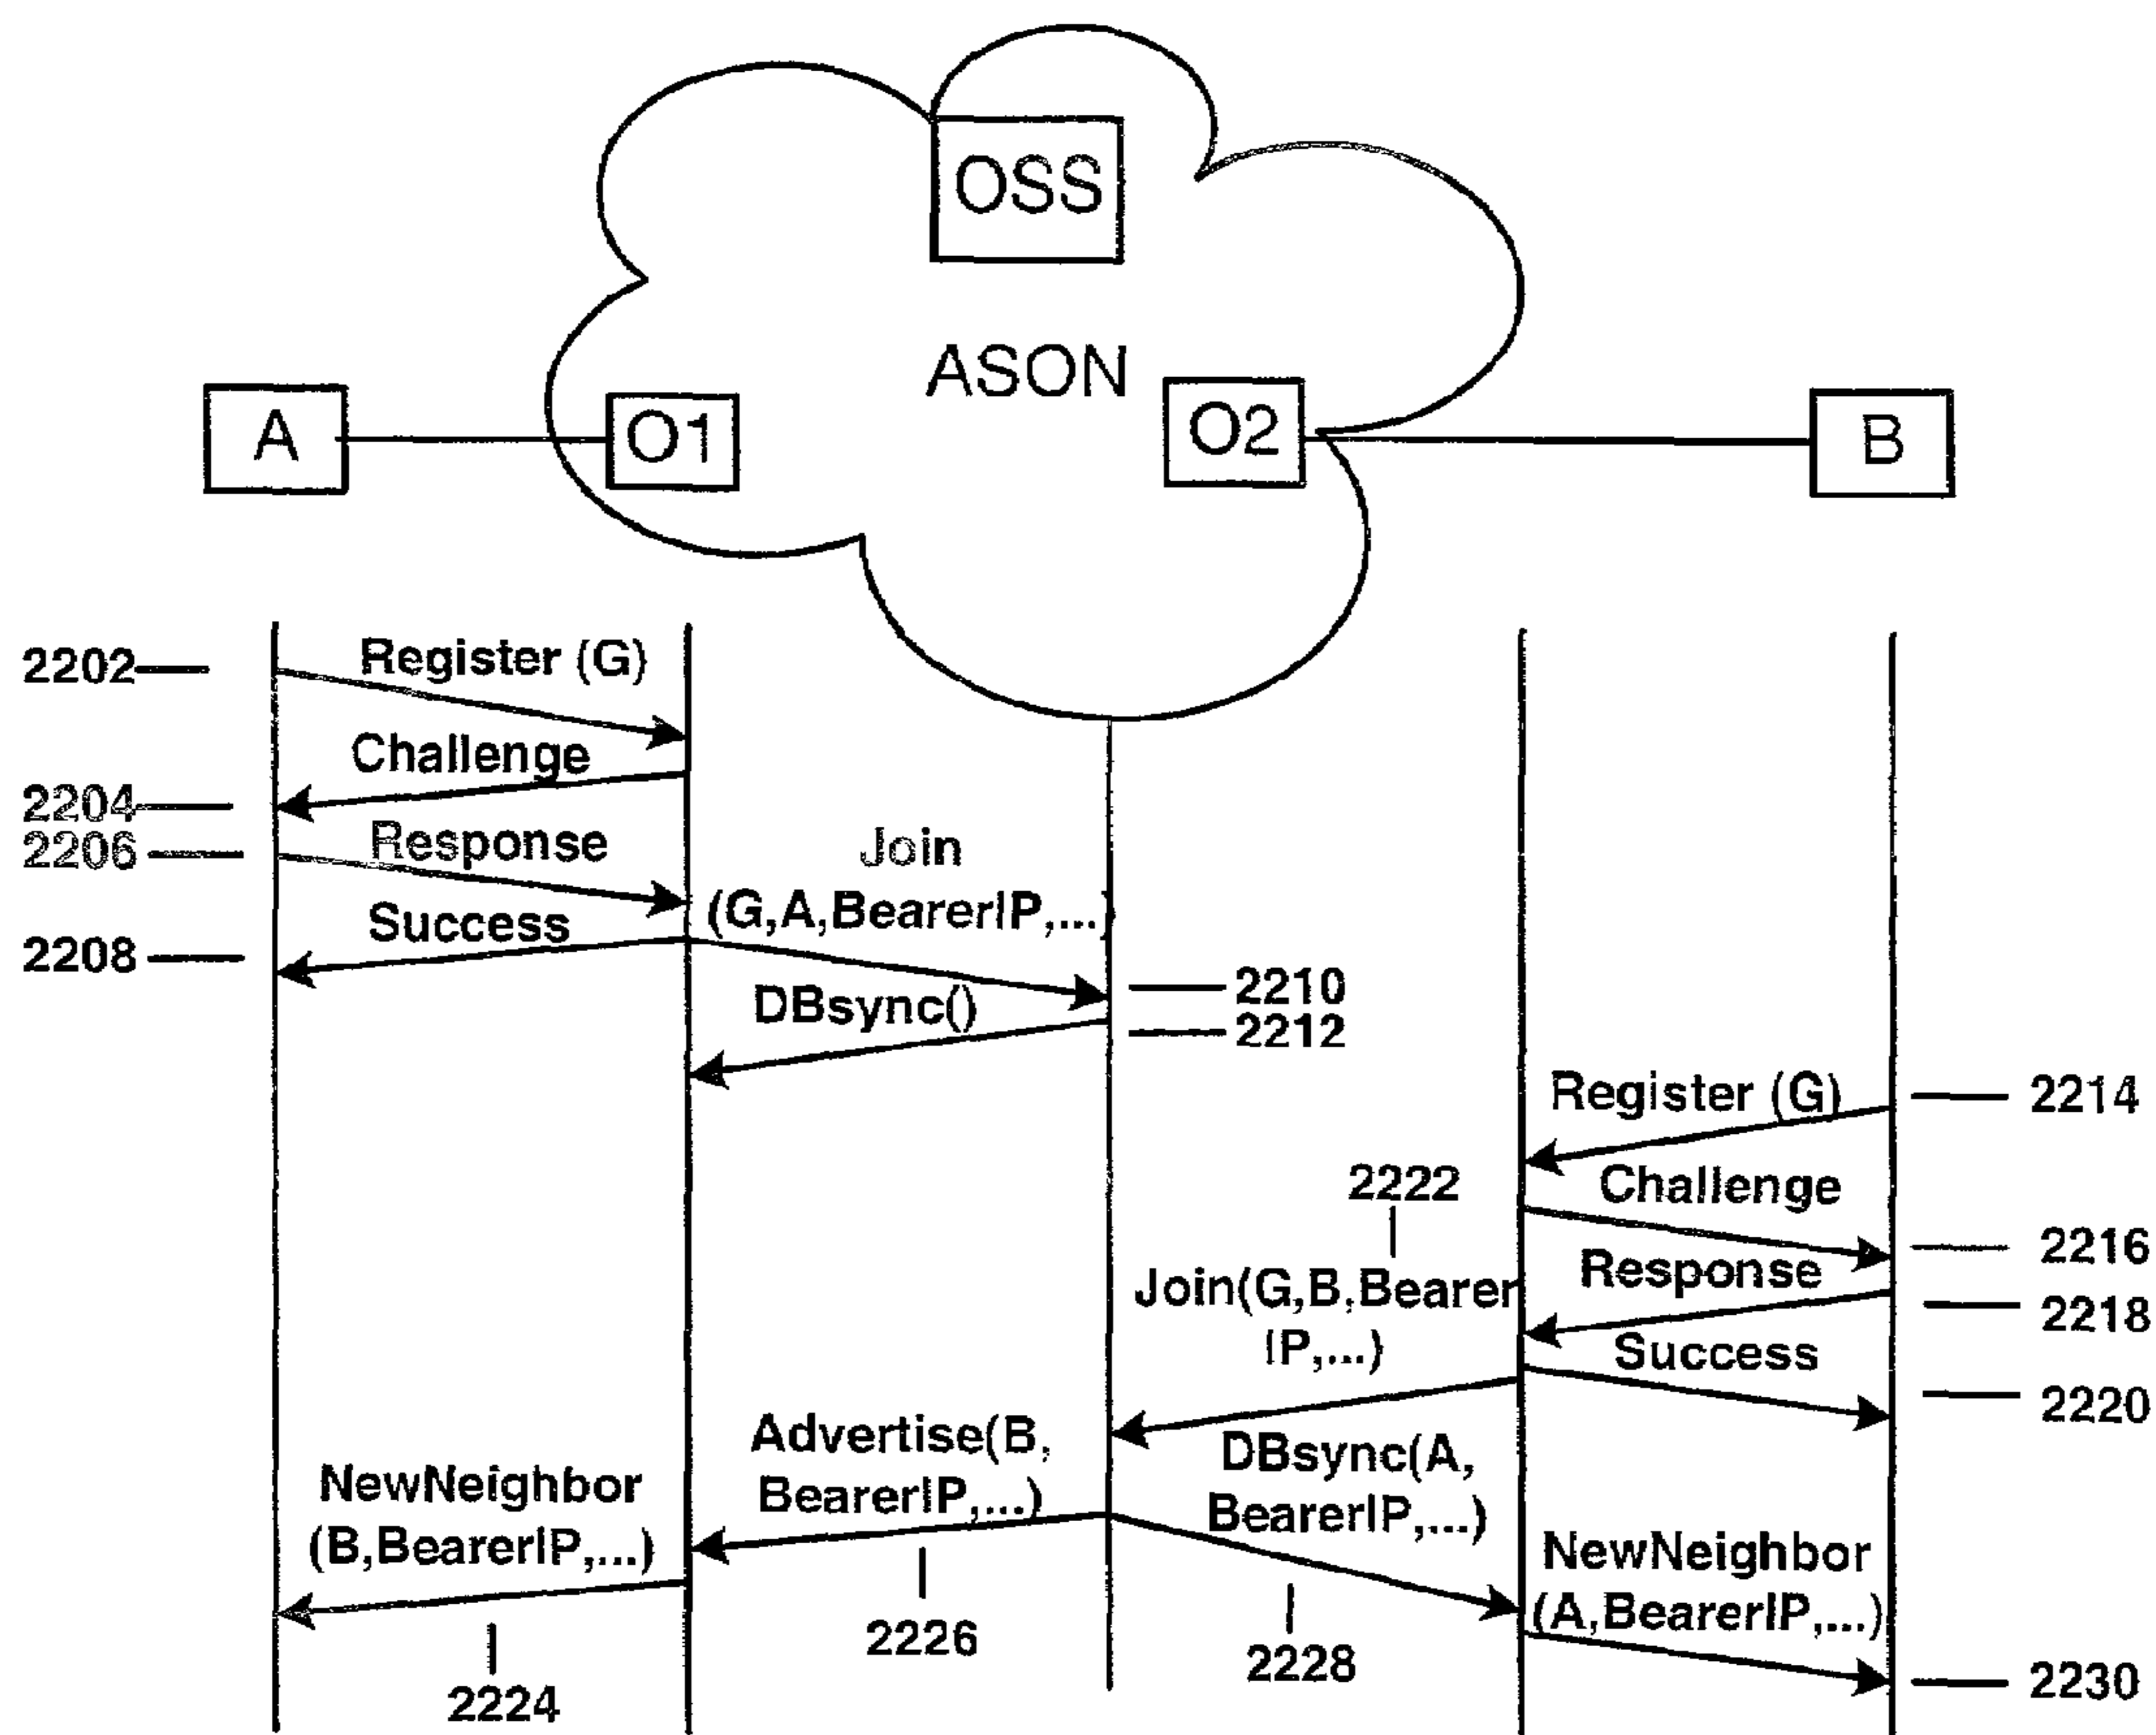 OSS
ASON
A
O1
O2
B
2202
Register (G)
Challenge
2204
2206
Response
Join
(G,A,BearerIP,...)
Success
2208
2210
DBsync()
2212
Register (G)
2214
2222
Challenge
2216
Join(G,B,Bearer
IP,...)
Response
2218
Success
2220
Advertise(B,
BearerIP,...)
DBsync(A,
BearerIP,...)
NewNeighbor
(B,BearerIP,...)
NewNeighbor
(A,BearerIP,...)
2226
2228
2224
2230